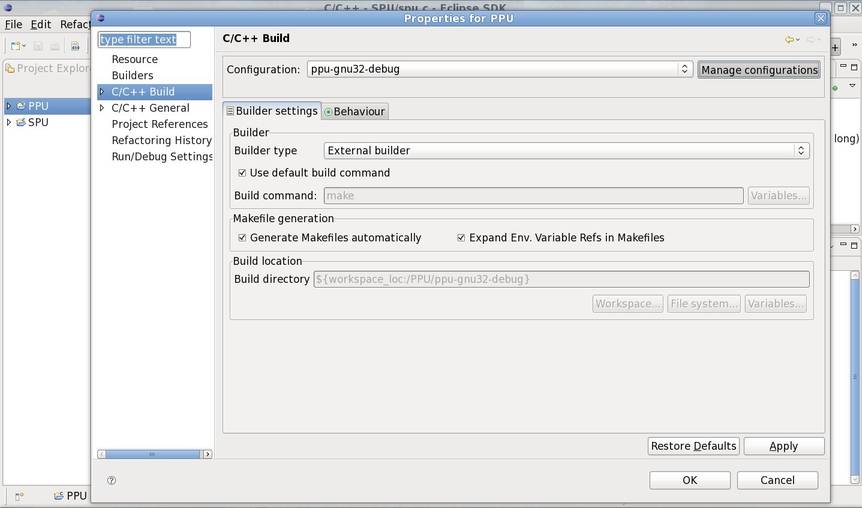 C/C++ - SPU/spu.c - Eclipse SDK
Properties for PPU
File Edit Refac
type filter text
C/C++ Build
Project Explor
Resource
Configuration: ppu-gnu32-debug Manage configurations
Builders
C/C++ Build
PPU
C/C++ General
Builder settings Behaviour
SPU
Project References
Builder
long)
Refactoring History
Builder type External builder
Run/Debug Settings
Use default build command
Build command: make Variables...
Makefile generation
Generate Makefiles automatically Expand Env. Variable Refs in Makefiles
Build location
Build directory ${workspace_loc:/PPU/ppu-gnu32-debug}
Workspace... File system... Variables...
Restore Defaults Apply
OK Cancel
PPU